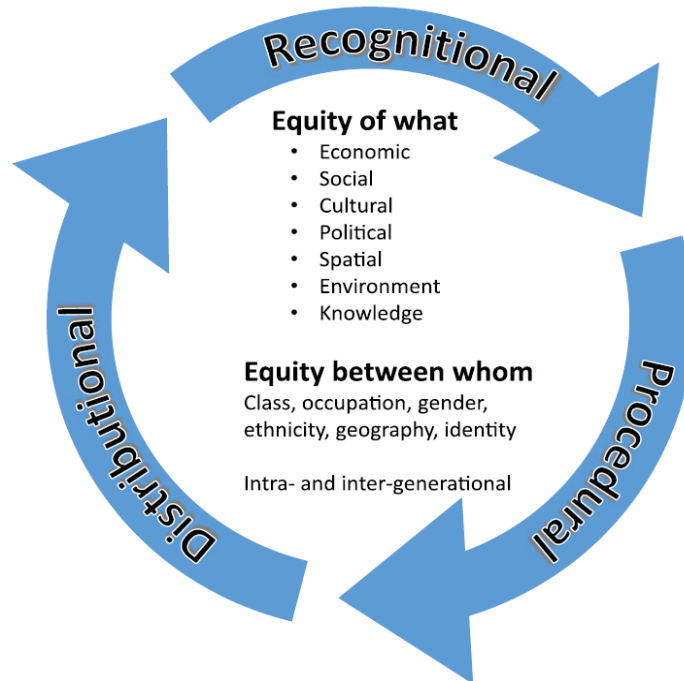 Recognitional
Equity of what
• Economic
• Social
• Cultural
• Political
• Spatial
• Environment
• Knowledge
Equity between whom
Class, occupation, gender,
ethnicity, geography, identity
Intra- and inter-generational
Procedural
Distributional